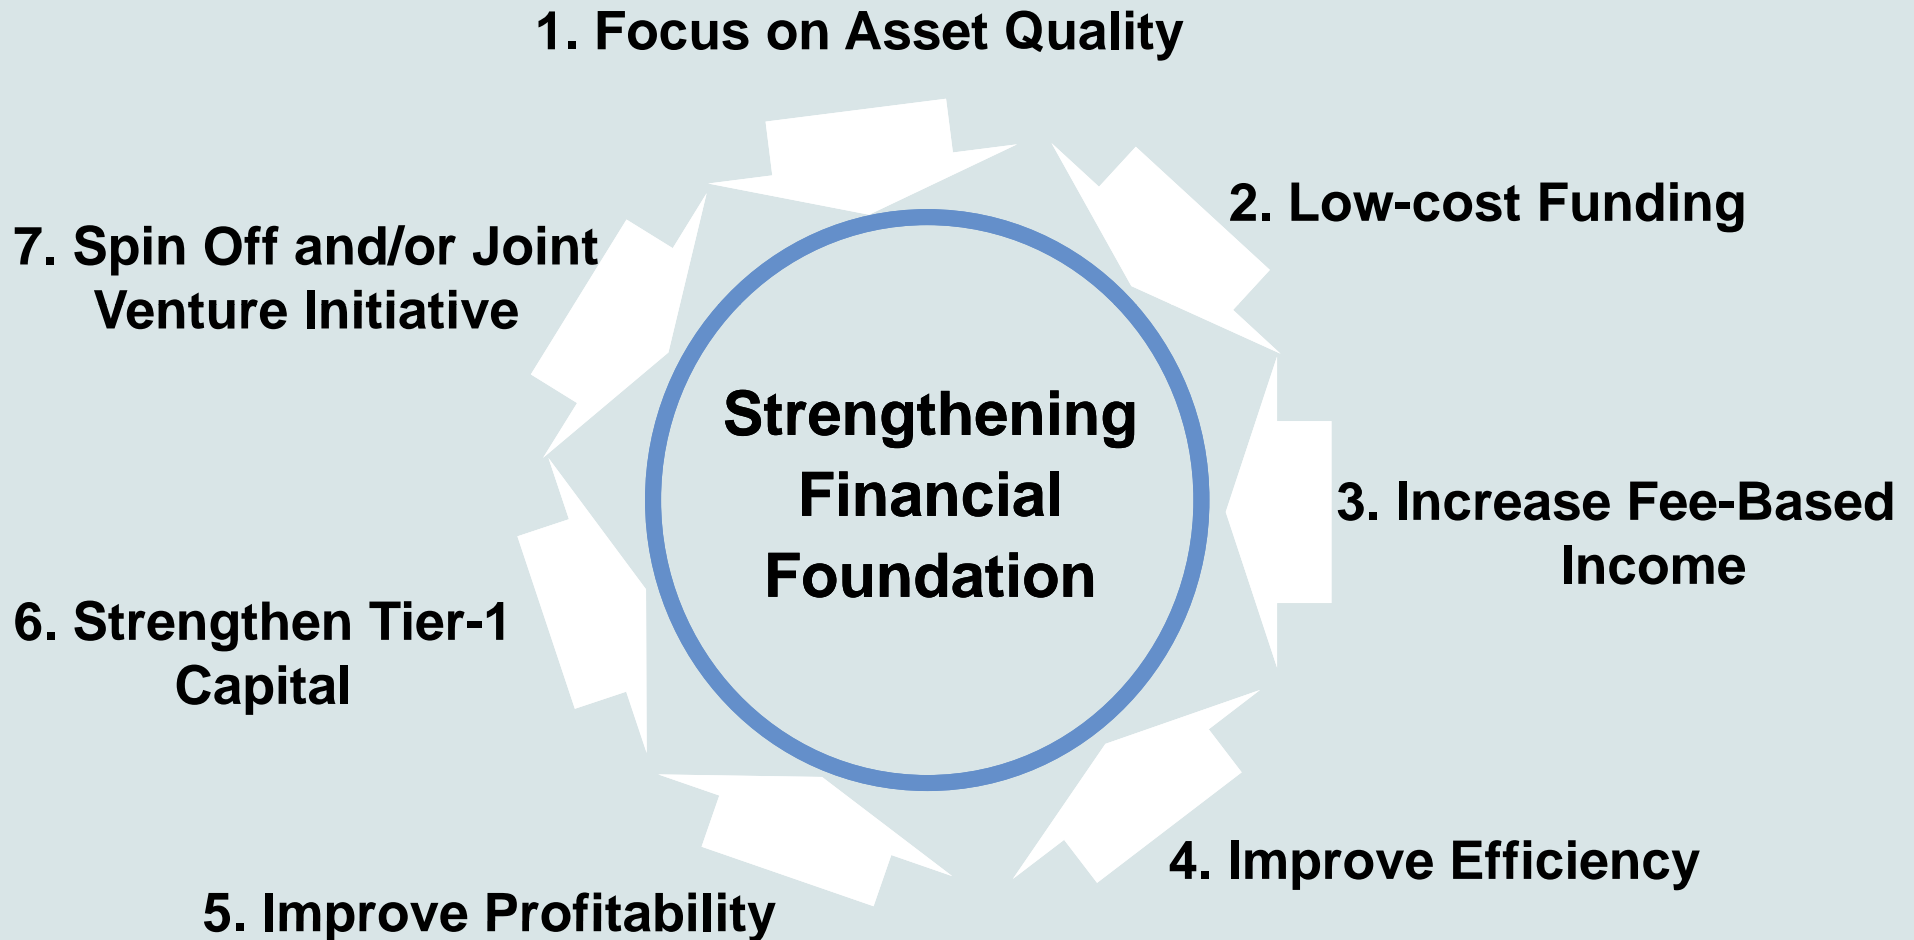 1. Focus on Asset Quality
2. Low-cost Funding
3. Increase Fee-Based
Income
4. Improve Efficiency
5. Improve Profitability
6. Strengthen Tier-1
Capital
7. Spin Off and/or Joint
Venture Initiative
Strengthening
Financial
Foundation